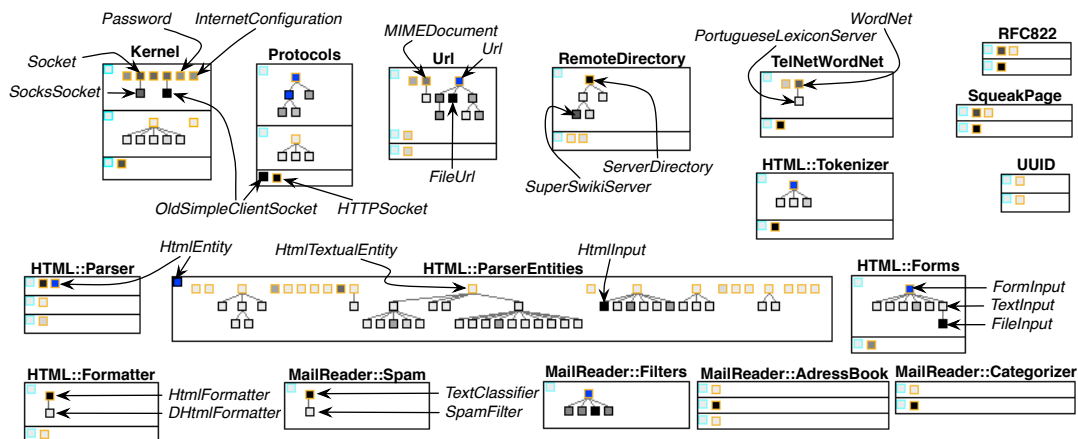 Password
InternetConfiguration
WordNet
Socket
Kernel
Protocols
MIMEDocument
Url
Url
RemoteDirectory
PortugueseLexiconServer
TelNetWordNet
RFC822
SocksSocket
SqueakPage
FileUrl
ServerDirectory
SuperSwikiServer
HTML::Tokenizer
UUID
OldSimpleClientSocket
HTTPSocket
HtmlEntity
HtmlTextualEntity
HtmlInput
HTML::Parser
HTML::ParserEntities
HTML::Forms
FormInput
TextInput
FileInput
HTML::Formatter
MailReader::Spam
MailReader::Filters
MailReader::AdressBook
MailReader::Categorizer
HtmlFormatter
TextClassifier
DHtmlFormatter
SpamFilter